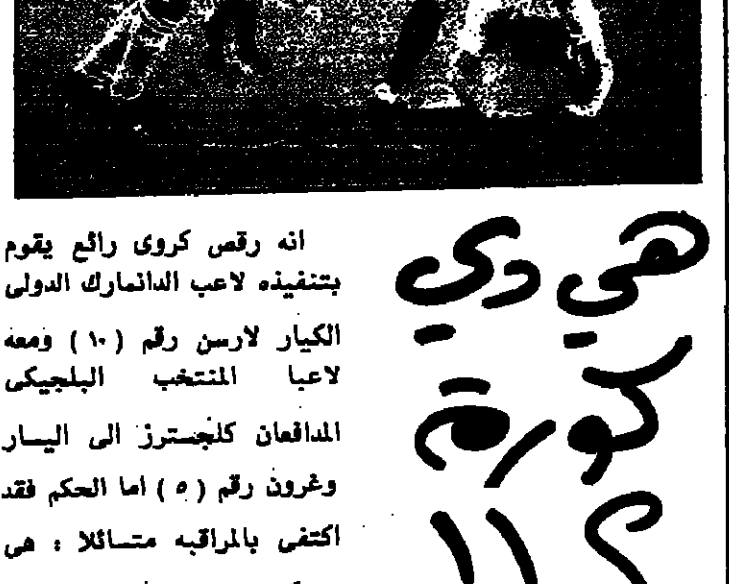 هي دي
كورة
؟!!
انه رقص كروى رائع يقوم
بتنفيذه لاعب الدانمارك الدولى
الكيار لارسن رقم (١٠) ومعه
لاعبا المنتخب البلجيكى
المدافعان كلجسترز الى اليسار
وغرون رقم (٥) اما الحكم فقد
اكتفى بالمراقبه متسائلا : هى